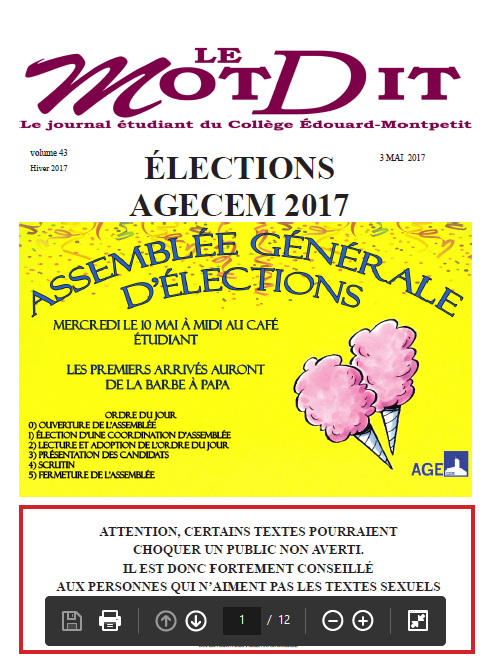 LE
MOT DIT
Le journal étudiant du Collège Édouard-Montpetit
volume 43
Hiver 2017
3 MAI 2017
ÉLECTIONS
AGECEM 2017
ASSEMBLÉE GÉNÉRALE
D'ÉLECTIONS
MERCREDI LE 10 MAI À MIDI AU CAFÉ
ÉTUDIANT
LES PREMIERS ARRIVÉS AURONT
DE LA BARBE À PAPA
ORDRE DU JOUR
0) OUVERTURE DE L'ASSEMBLÉE
1) ÉLECTION D'UNE COORDINATION D'ASSEMBLÉE
2) LECTURE ET ADOPTION DE L'ORDRE DU JOUR
3) PRÉSENTATION DES CANDIDATS
4) SCRUTIN
5) FERMETURE DE L'ASSEMBLÉE
AGE
ATTENTION, CERTAINS TEXTES POURRAIENT
CHOQUER UN PUBLIC NON AVERTI.
IL EST DONC FORTEMENT CONSEILLÉ
AUX PERSONNES QUI N'AIMENT PAS LES TEXTES SEXUELS
1 / 12